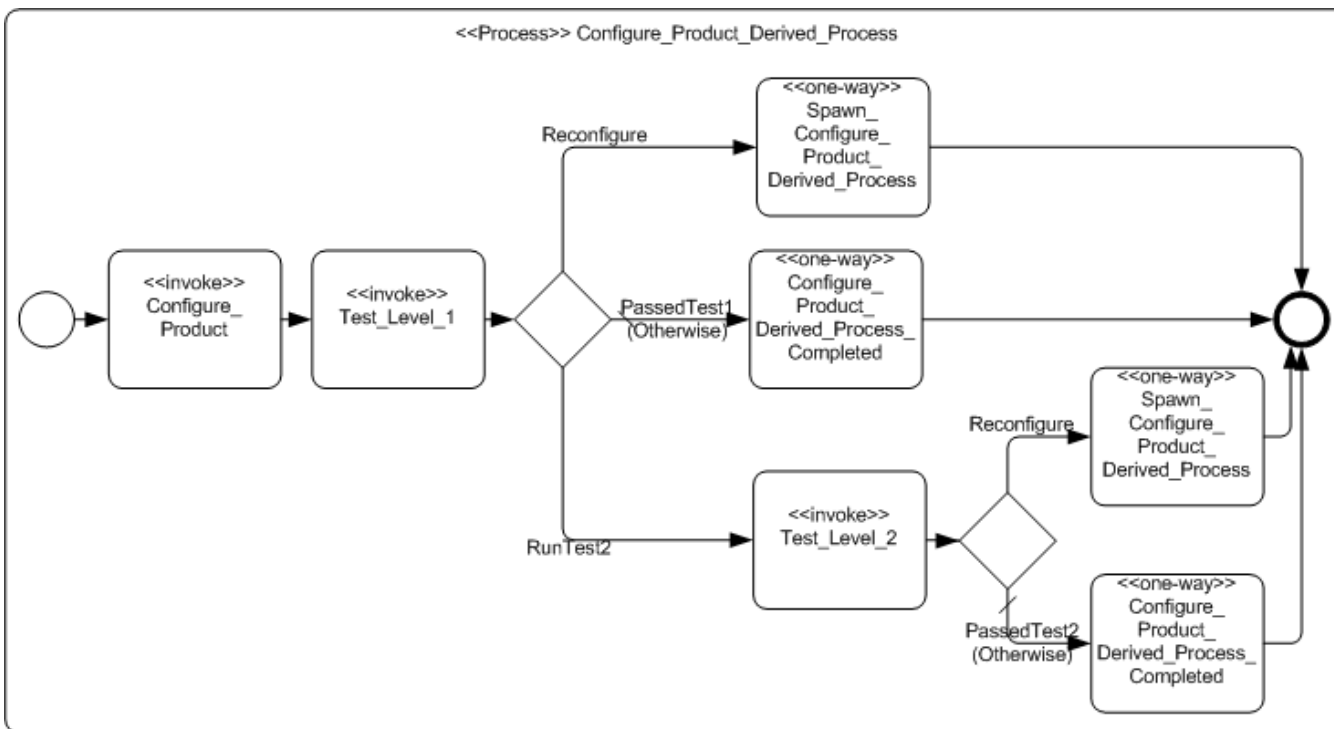 <<Process>> Configure_Product_Derived_Process
<<one-way>>
Spawn_
Configure_
Product_
Derived_Process
Reconfigure
<<invoke>>
Configure_
Product
<<invoke>>
Test_Level_1
PassedTest1
(Otherwise)
<<one-way>>
Configure_
Product_
Derived_Process_
Completed
RunTest2
<<invoke>>
Test_Level_2
Reconfigure
<<one-way>>
Spawn_
Configure_
Product_
Derived_Process
PassedTest2
(Otherwise)
<<one-way>>
Configure_
Product_
Derived_Process_
Completed